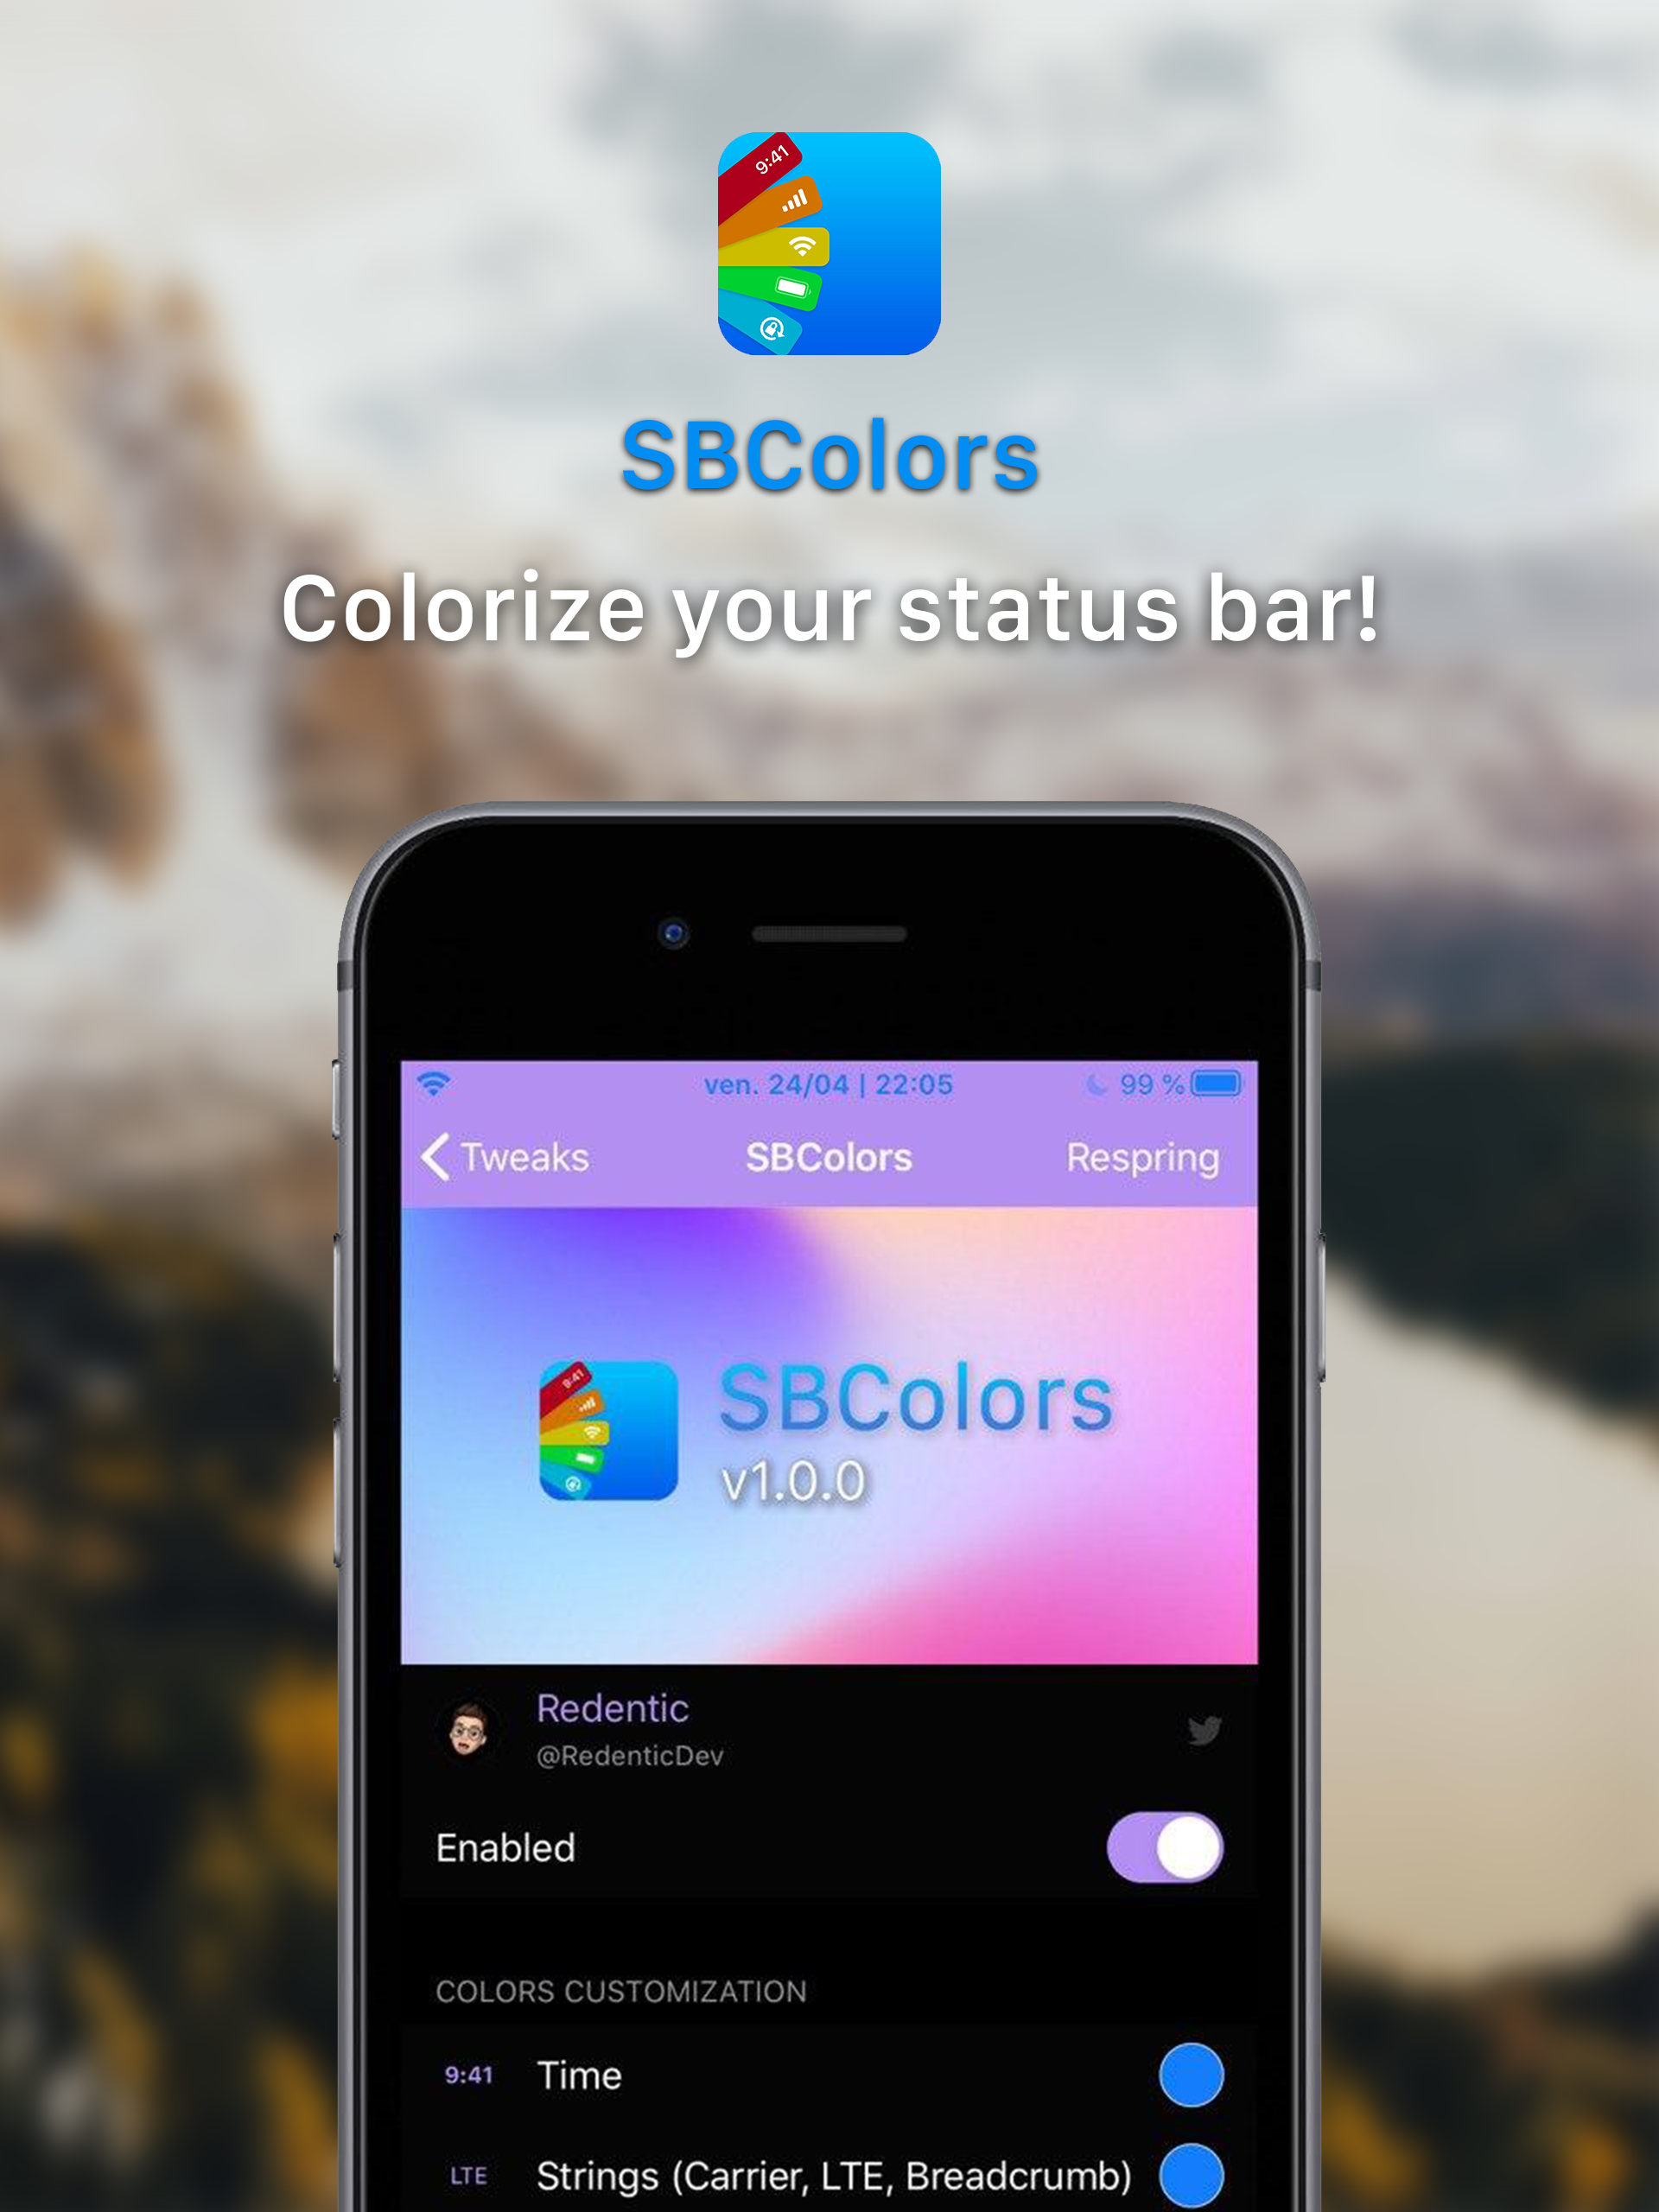 9:41
SBColors
Colorize your status bar!
ven. 24/04 | 22:05
99 %
Tweaks
SBColors
Respring
9:41
SBColors
v1.0.0
Redentic
@RedenticDev
Enabled
COLORS CUSTOMIZATION
9:41 Time
LTE Strings (Carrier, LTE, Breadcrumb)